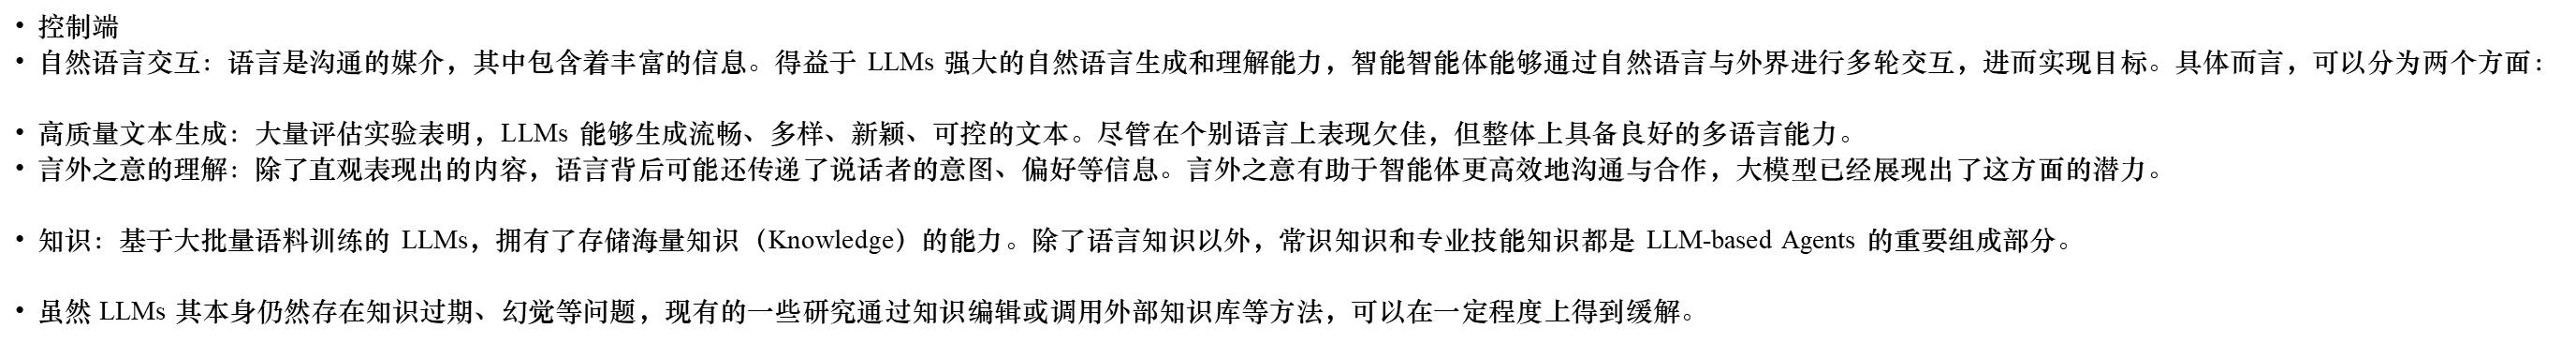 • 控制端
• 自然语言交互：语言是沟通的媒介，其中包含着丰富的信息。得益于 LLMs 强大的自然语言生成和理解能力，智能智能体能够通过自然语言与外界进行多轮交互，进而实现目标。具体而言，可以分为两个方面：
• 高质量文本生成：大量评估实验表明，LLMs 能够生成流畅、多样、新颖、可控的文本。尽管在个别语言上表现欠佳，但整体上具备良好的多语言能力。
• 言外之意的理解：除了直观表现出的内容，语言背后可能还传递了说话者的意图、偏好等信息。言外之意有助于智能体更高效地沟通与合作，大模型已经展现出了这方面的潜力。
• 知识：基于大批量语料训练的 LLMs，拥有了存储海量知识（Knowledge）的能力。除了语言知识以外，常识知识和专业技能知识都是 LLM-based Agents 的重要组成部分。
• 虽然 LLMs 其本身仍然存在知识过期、幻觉等问题，现有的一些研究通过知识编辑或调用外部知识库等方法，可以在一定程度上得到缓解。